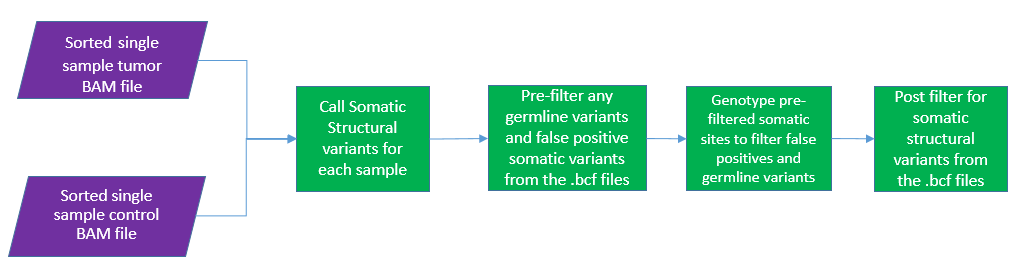 Sorted single
sample tumor
BAM file
Sorted single
sample control
BAM file
Call Somatic
Structural
variants for
each sample
Pre-filter any
germline variants
and false positive
somatic variants
from the .bcf files
Genotype pre-
filtered somatic
sites to filter false
positives and
germline variants
Post filter for
somatic
structural
variants from
the .bcf files